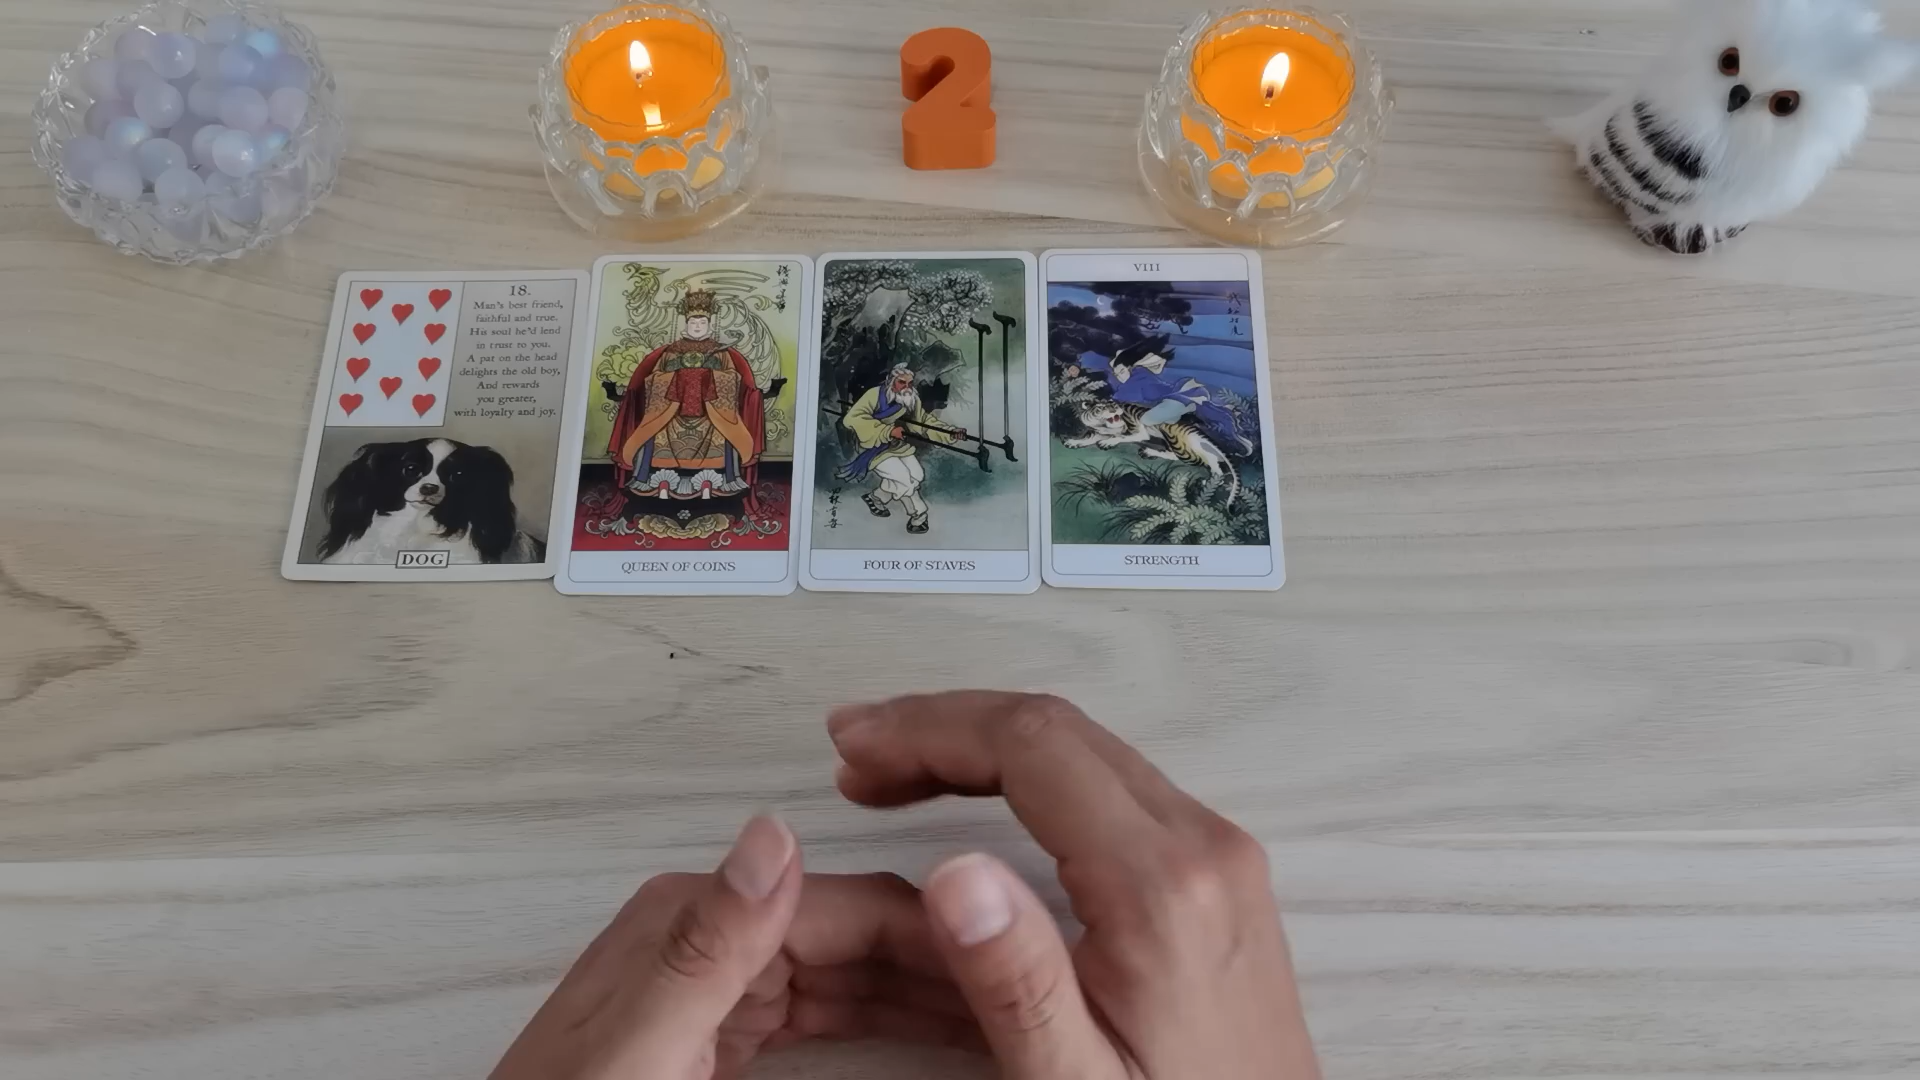 2
18.
Man's best friend,
faithful and true.
His soul he'd lend
in trust to you.
A pat on the head
delights the old boy,
And rewards
you greater,
with loyalty and joy.
DOG
QUEEN OF COINS
FOUR OF STAVES
VIII
STRENGTH